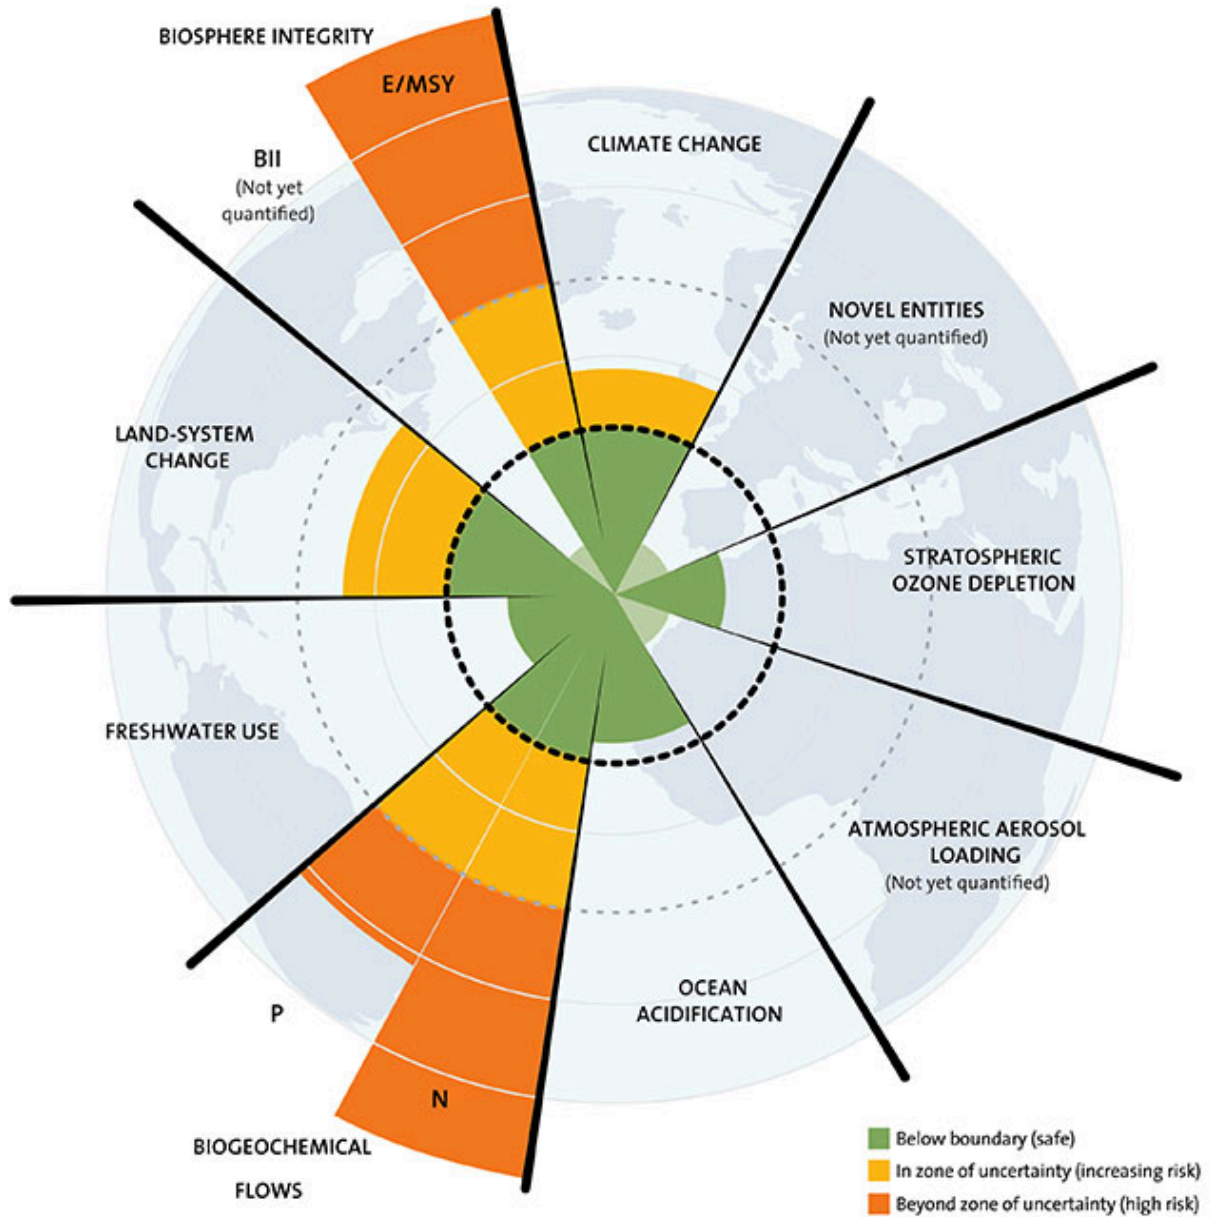 BIOSPHERE INTEGRITY
E/MSY
BII
(Not yet
quantified)
CLIMATE CHANGE
NOVEL ENTITIES
(Not yet quantified)
LAND-SYSTEM
CHANGE
STRATOSPHERIC
OZONE DEPLETION
FRESHWATER USE
ATMOSPHERIC AEROSOL
LOADING
(Not yet quantified)
OCEAN
ACIDIFICATION
P
N
BIOGEOCHEMICAL
FLOWS
Below boundary (safe)
In zone of uncertainty (increasing risk)
Beyond zone of uncertainty (high risk)